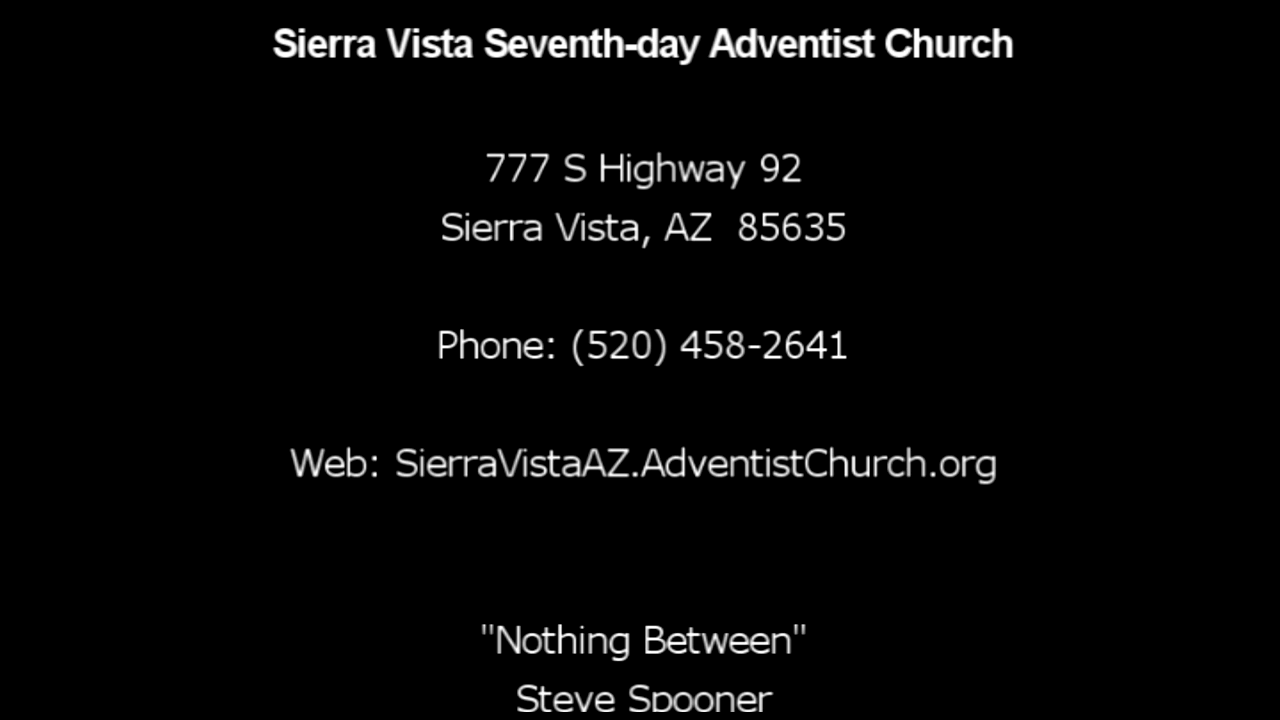 Sierra Vista Seventh-day Adventist Church
777 S Highway 92
Sierra Vista, AZ  85635
Phone: (520) 458-2641
Web: SierraVistaAZ.AdventistChurch.org
"Nothing Between"
Steve Spooner